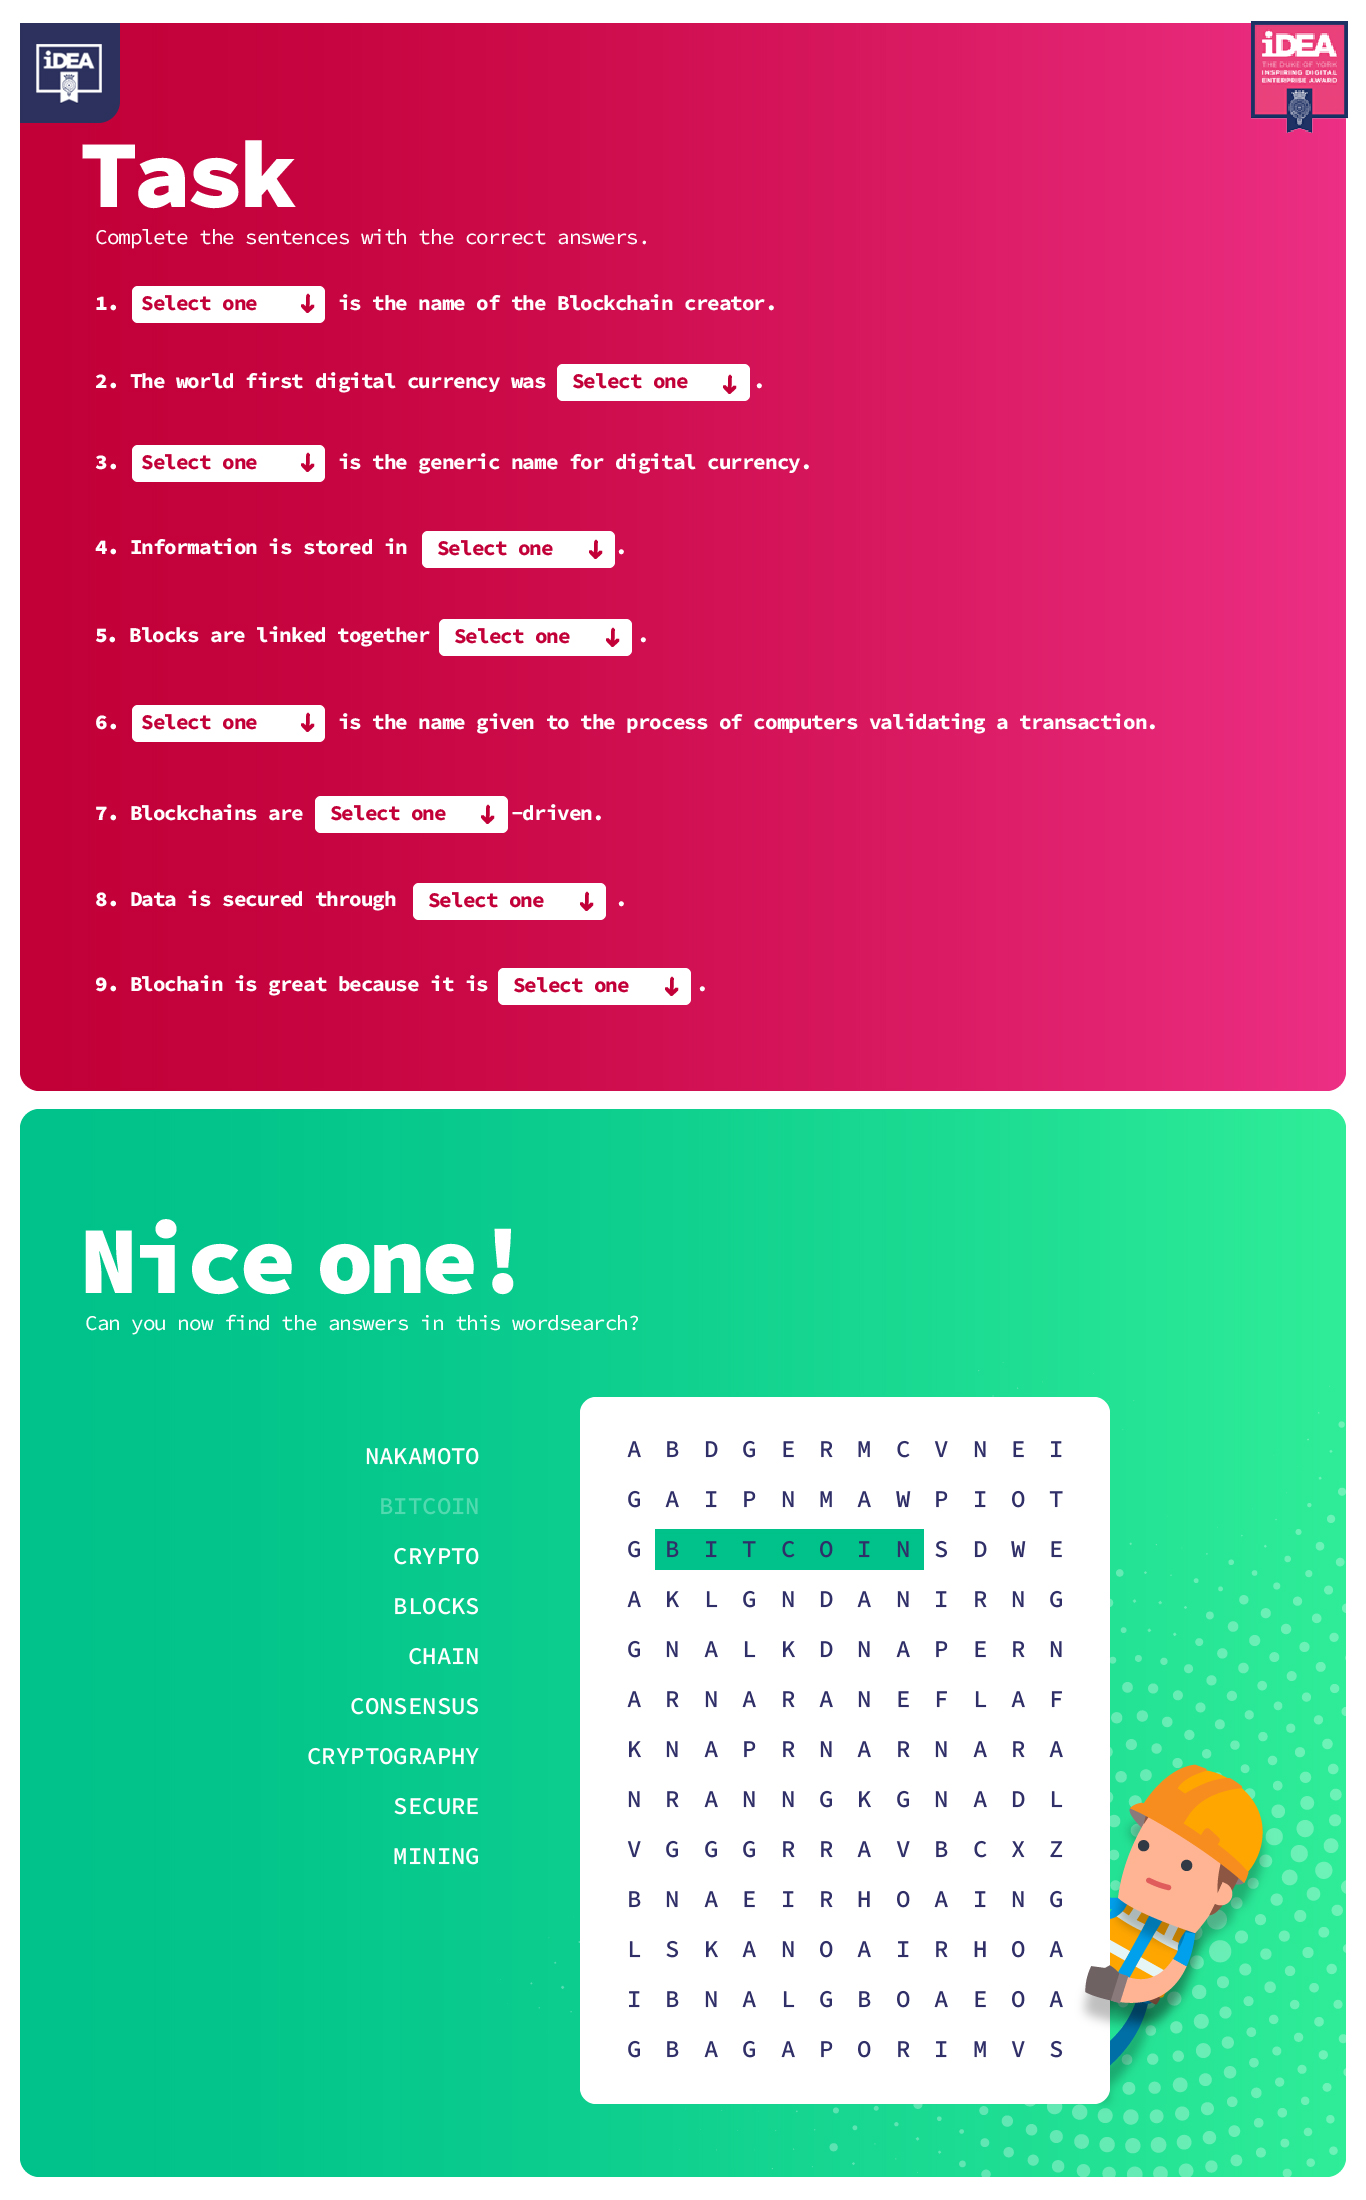 iDEA
iDEA
THE DUKE OF YORK
INSPIRING DIGITAL
ENTERPRISE AWARD
Task
Complete the sentences with the correct answers.
1. Select one is the name of the Blockchain creator.
2. The world first digital currency was Select one .
3. Select one is the generic name for digital currency.
4. Information is stored in Select one .
5. Blocks are linked together Select one .
6. Select one is the name given to the process of computers validating a transaction.
7. Blockchains are Select one -driven.
8. Data is secured through Select one .
9. Blochain is great because it is Select one .
Nice one!
Can you now find the answers in this wordsearch?
NAKAMOTO
BITCOIN
CRYPTO
BLOCKS
CHAIN
CONSENSUS
CRYPTOGRAPHY
SECURE
MINING
A B D G E R M C V N E I
G A I P N M A W P I O T
G B I T C O I N S D W E
A K L G N D A N I R N G
G N A L K D N A P E R N
A R N A R A N E F L A F
K N A P R N A R N A R A
N R A N N G K G N A D L
V G G G R R A V B C X Z
B N A E I R H O A I N G
L S K A N O A I R H O A
I B N A L G B O A E O A
G B A G A P O R I M V S